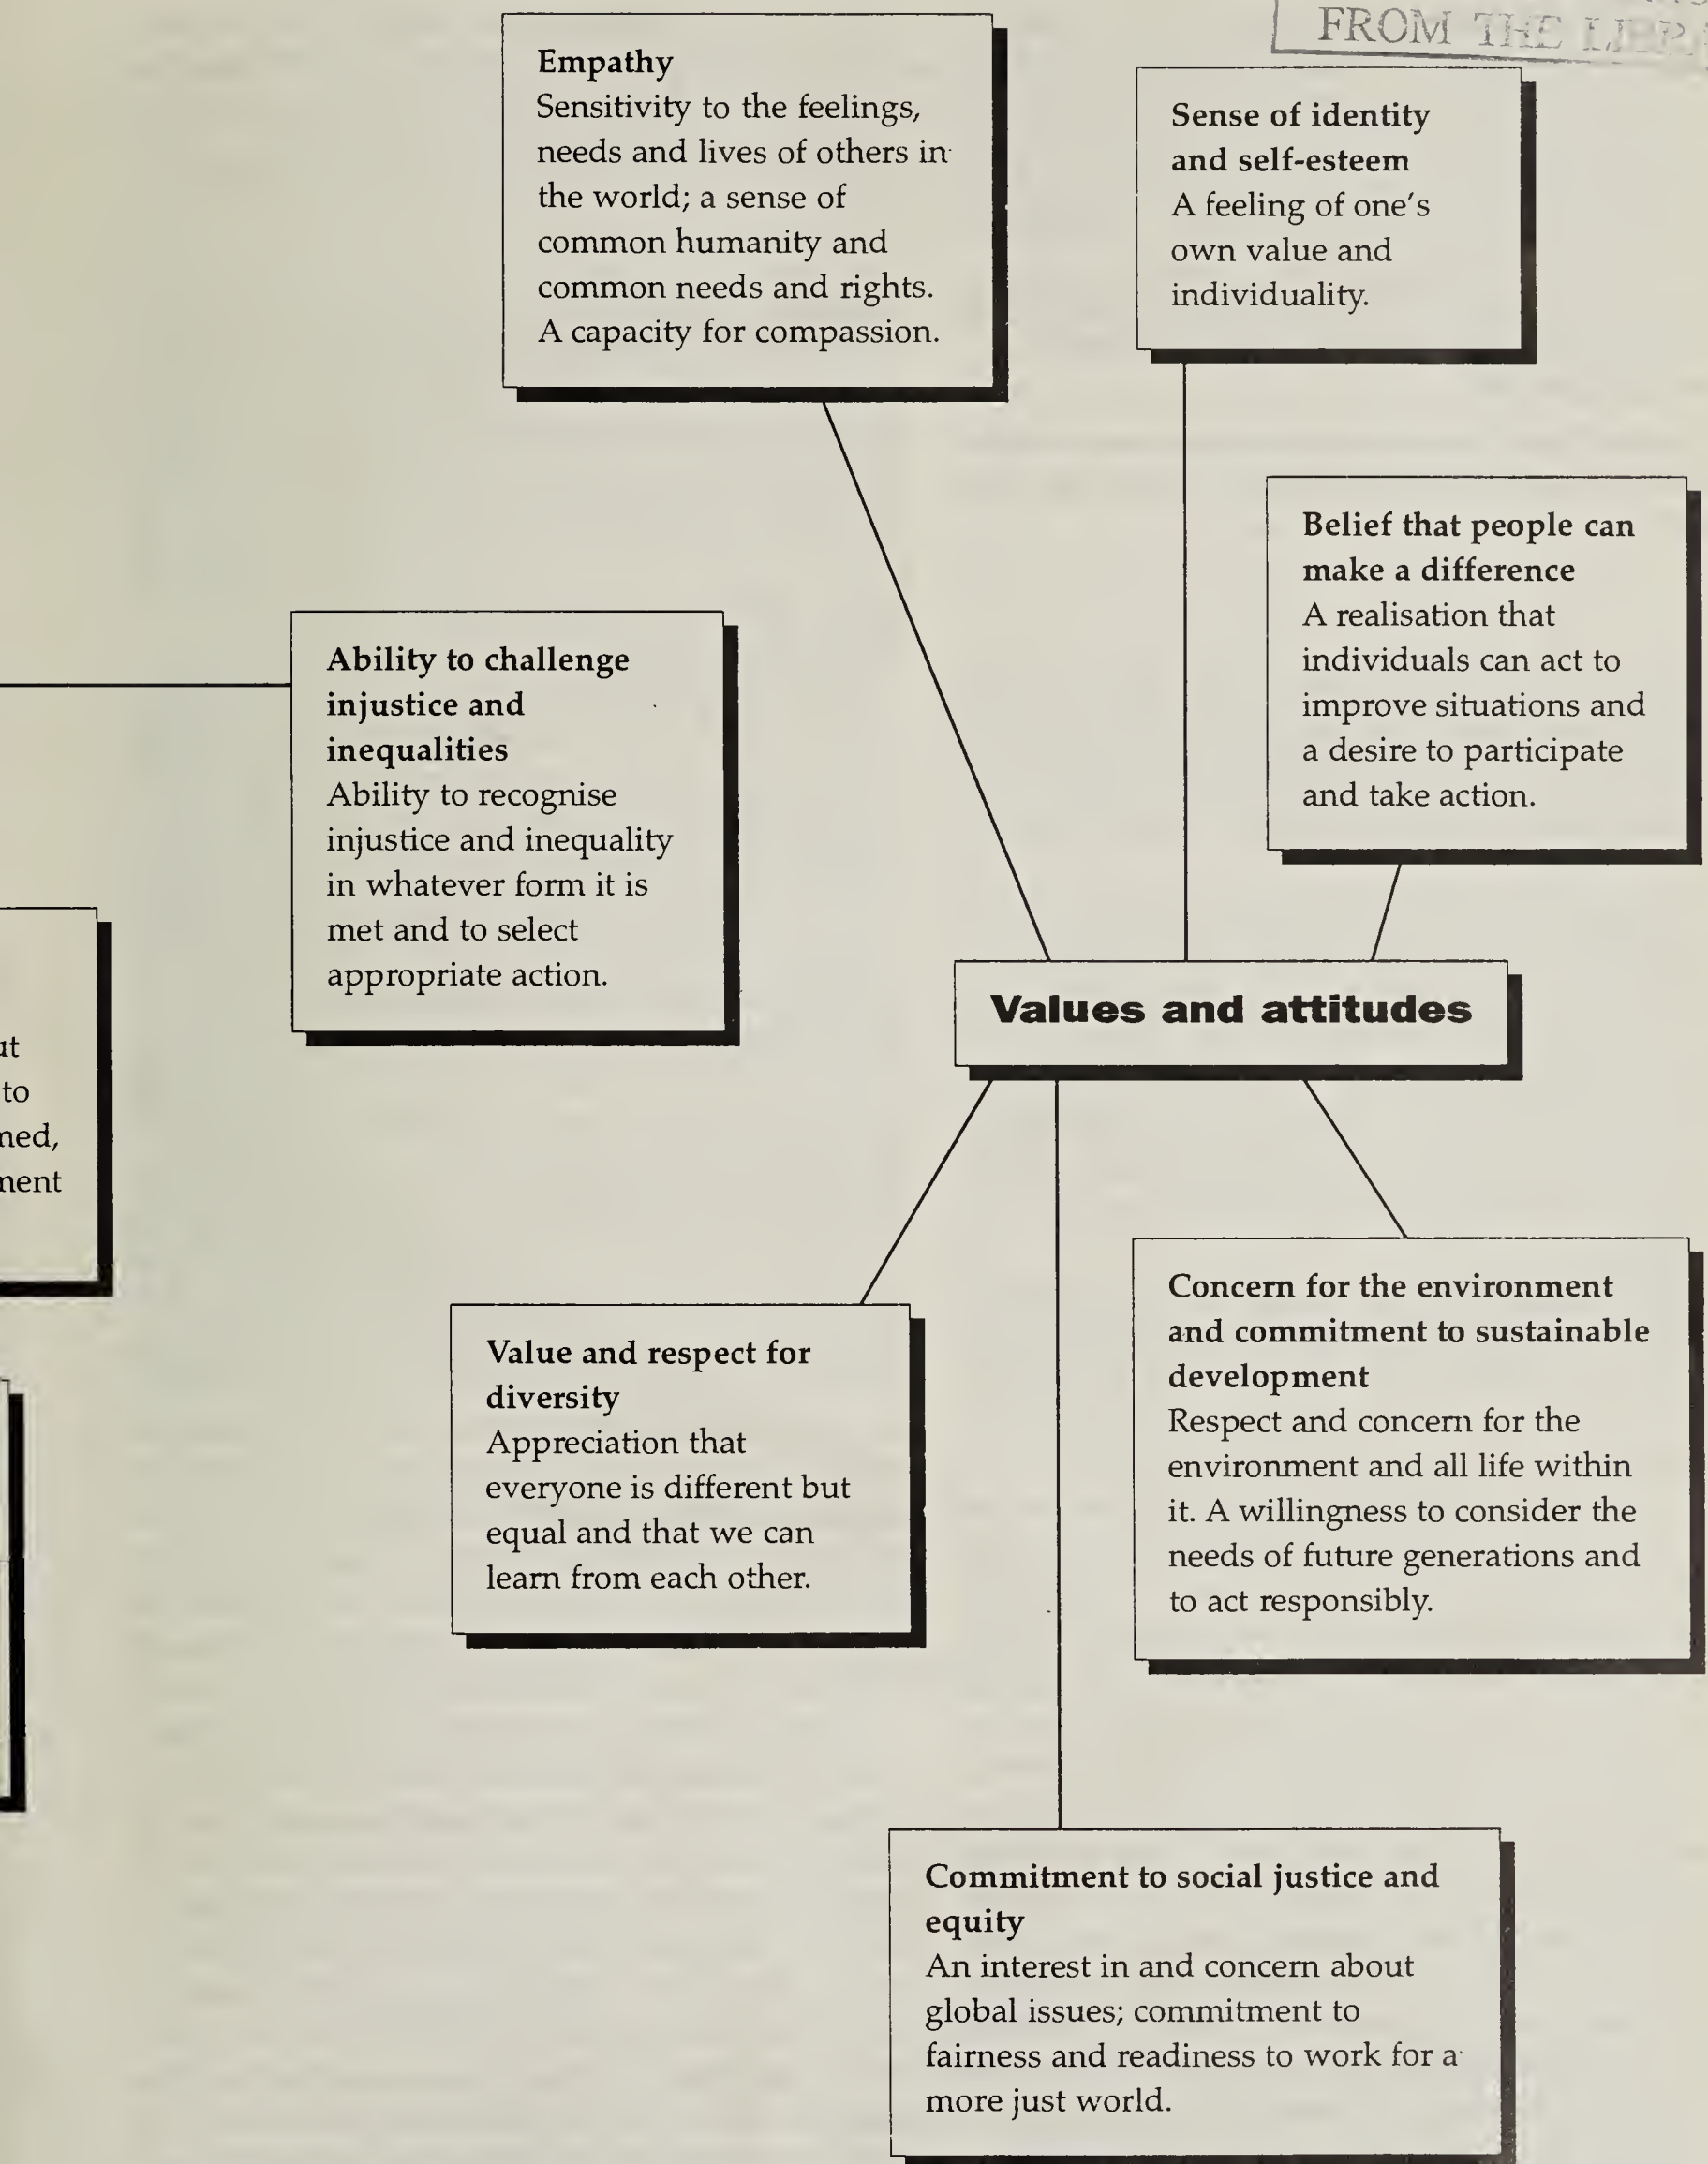 FROM THE
Empathy
Sensitivity to the feelings,
needs and lives of others in
the world; a sense of
common humanity and
common needs and rights.
A capacity for compassion.
Sense of identity
and self-esteem
A feeling of one's
own value and
individuality.
Belief that people can
make a difference
A realisation that
individuals can act to
improve situations and
a desire to participate
and take action.
Ability to challenge
injustice and
inequalities
Ability to recognise
injustice and inequality
in whatever form it is
met and to select
appropriate action.
to
Values and attitudes
Value and respect for
diversity
Appreciation that
everyone is different but
equal and that we can
learn from each other.
Concern for the environment
and commitment to sustainable
development
Respect and concern for the
environment and all life within
it. A willingness to consider the
needs of future generations and
to act responsibly.
Commitment to social justice and
equity
An interest in and concern about
global issues; commitment to
fairness and readiness to work for a
more just world.